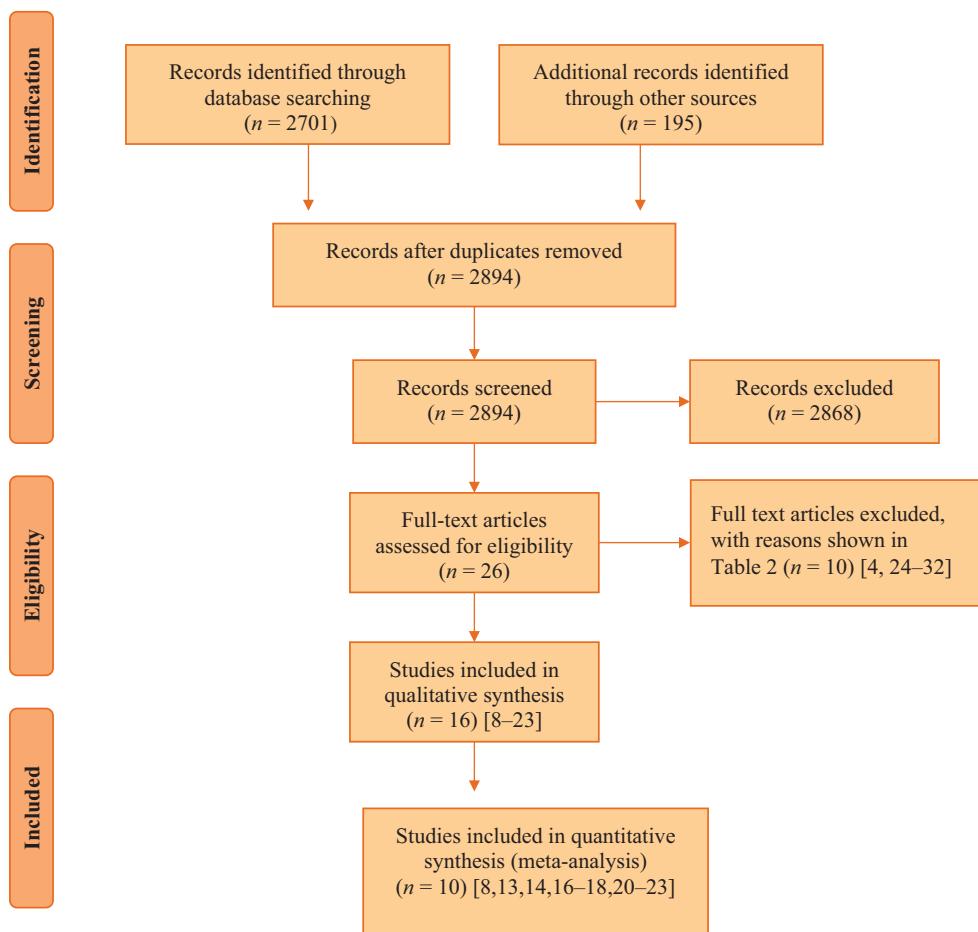 Identification
Records identified through
database searching
(n = 2701)
Additional records identified
through other sources
(n = 195)
Screening
Records after duplicates removed
(n = 2894)
Records screened
(n = 2894)
Records excluded
(n = 2868)
Eligibility
Full-text articles
assessed for eligibility
(n = 26)
Full text articles excluded,
with reasons shown in
Table 2 (n = 10) [4, 24–32]
Studies included in
qualitative synthesis
(n = 16) [8–23]
Included
Studies included in quantitative
synthesis (meta-analysis)
(n = 10) [8,13,14,16–18,20–23]